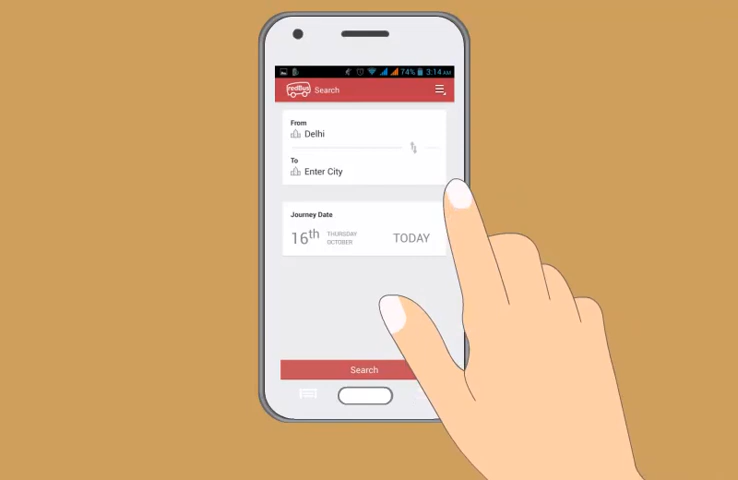 74% 3:14 AM
redBus Search
From
Delhi
To
Enter City
Journey Date
16th THURSDAY OCTOBER TODAY
Search